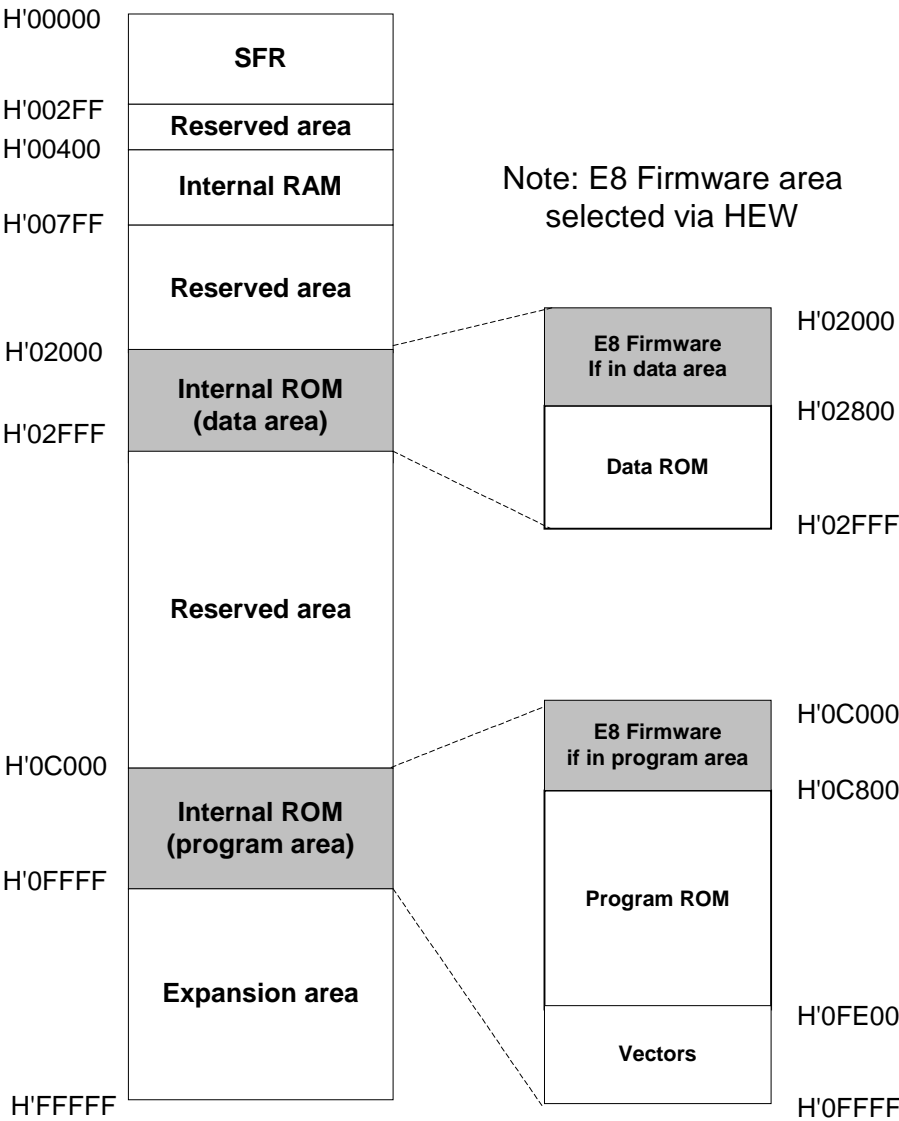 H'00000
SFR
H'002FF
Reserved area
H'00400
Internal RAM
H'007FF
Reserved area
H'02000
Internal ROM
(data area)
H'02FFF
Reserved area
H'0C000
Internal ROM
(program area)
H'0FFFF
Expansion area
H'FFFFF
Note: E8 Firmware area
selected via HEW
H'02000
E8 Firmware
If in data area
H'02800
Data ROM
H'02FFF
H'0C000
E8 Firmware
if in program area
H'0C800
Program ROM
H'0FE00
Vectors
H'0FFFF